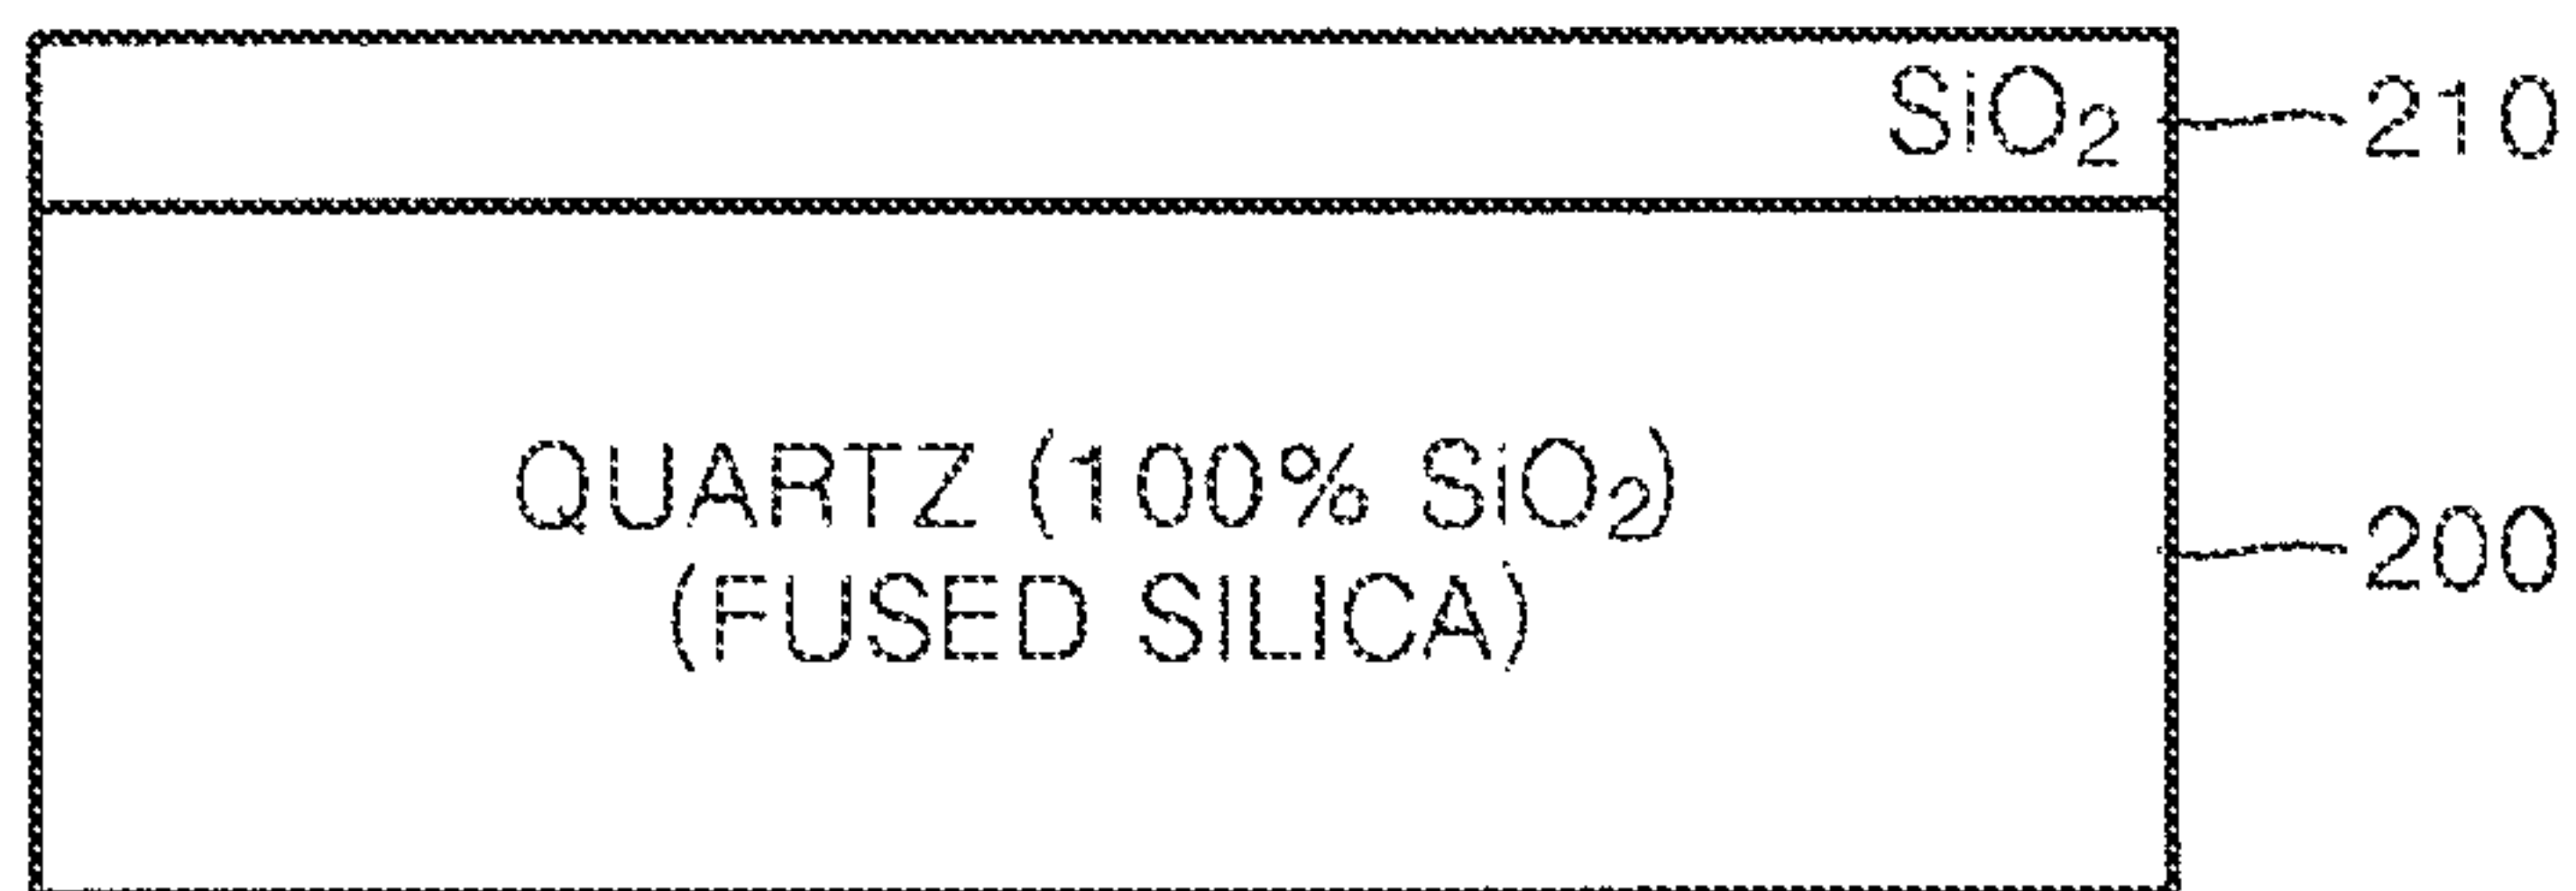 SiO₂ 210
QUARTZ (100% SiO₂)
200
(FUSED SILICA)